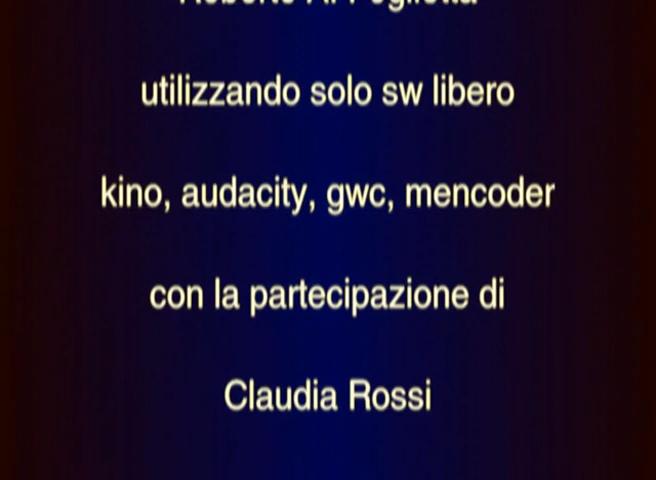 utilizzando solo sw libero
kino, audacity, gwc, mencoder
con la partecipazione di
Claudia Rossi